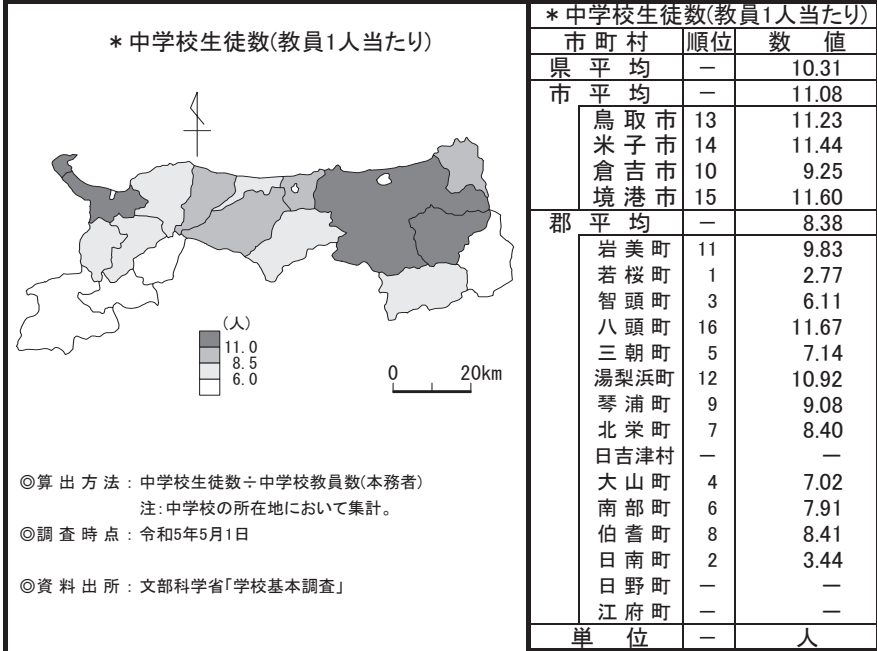 ＊中学校生徒数(教員1人当たり)
(人)
11.0
8.5
6.0
0 20km
◎算出方法：中学校生徒数÷中学校教員数(本務者)
注：中学校の所在地において集計。
◎調査時点：令和5年5月1日
◎資料出所：文部科学省「学校基本調査」
＊中学校生徒数(教員1人当たり)
市町村 順位 数値
県平均 － 10.31
市平均 － 11.08
鳥取市 13 11.23
米子市 14 11.44
倉吉市 10 9.25
境港市 15 11.60
郡平均 － 8.38
岩美町 11 9.83
若桜町 1 2.77
智頭町 3 6.11
八頭町 16 11.67
三朝町 5 7.14
湯梨浜町 12 10.92
琴浦町 9 9.08
北栄町 7 8.40
日吉津村 － －
大山町 4 7.02
南部町 6 7.91
伯耆町 8 8.41
日南町 2 3.44
日野町 － －
江府町 － －
単位 － 人